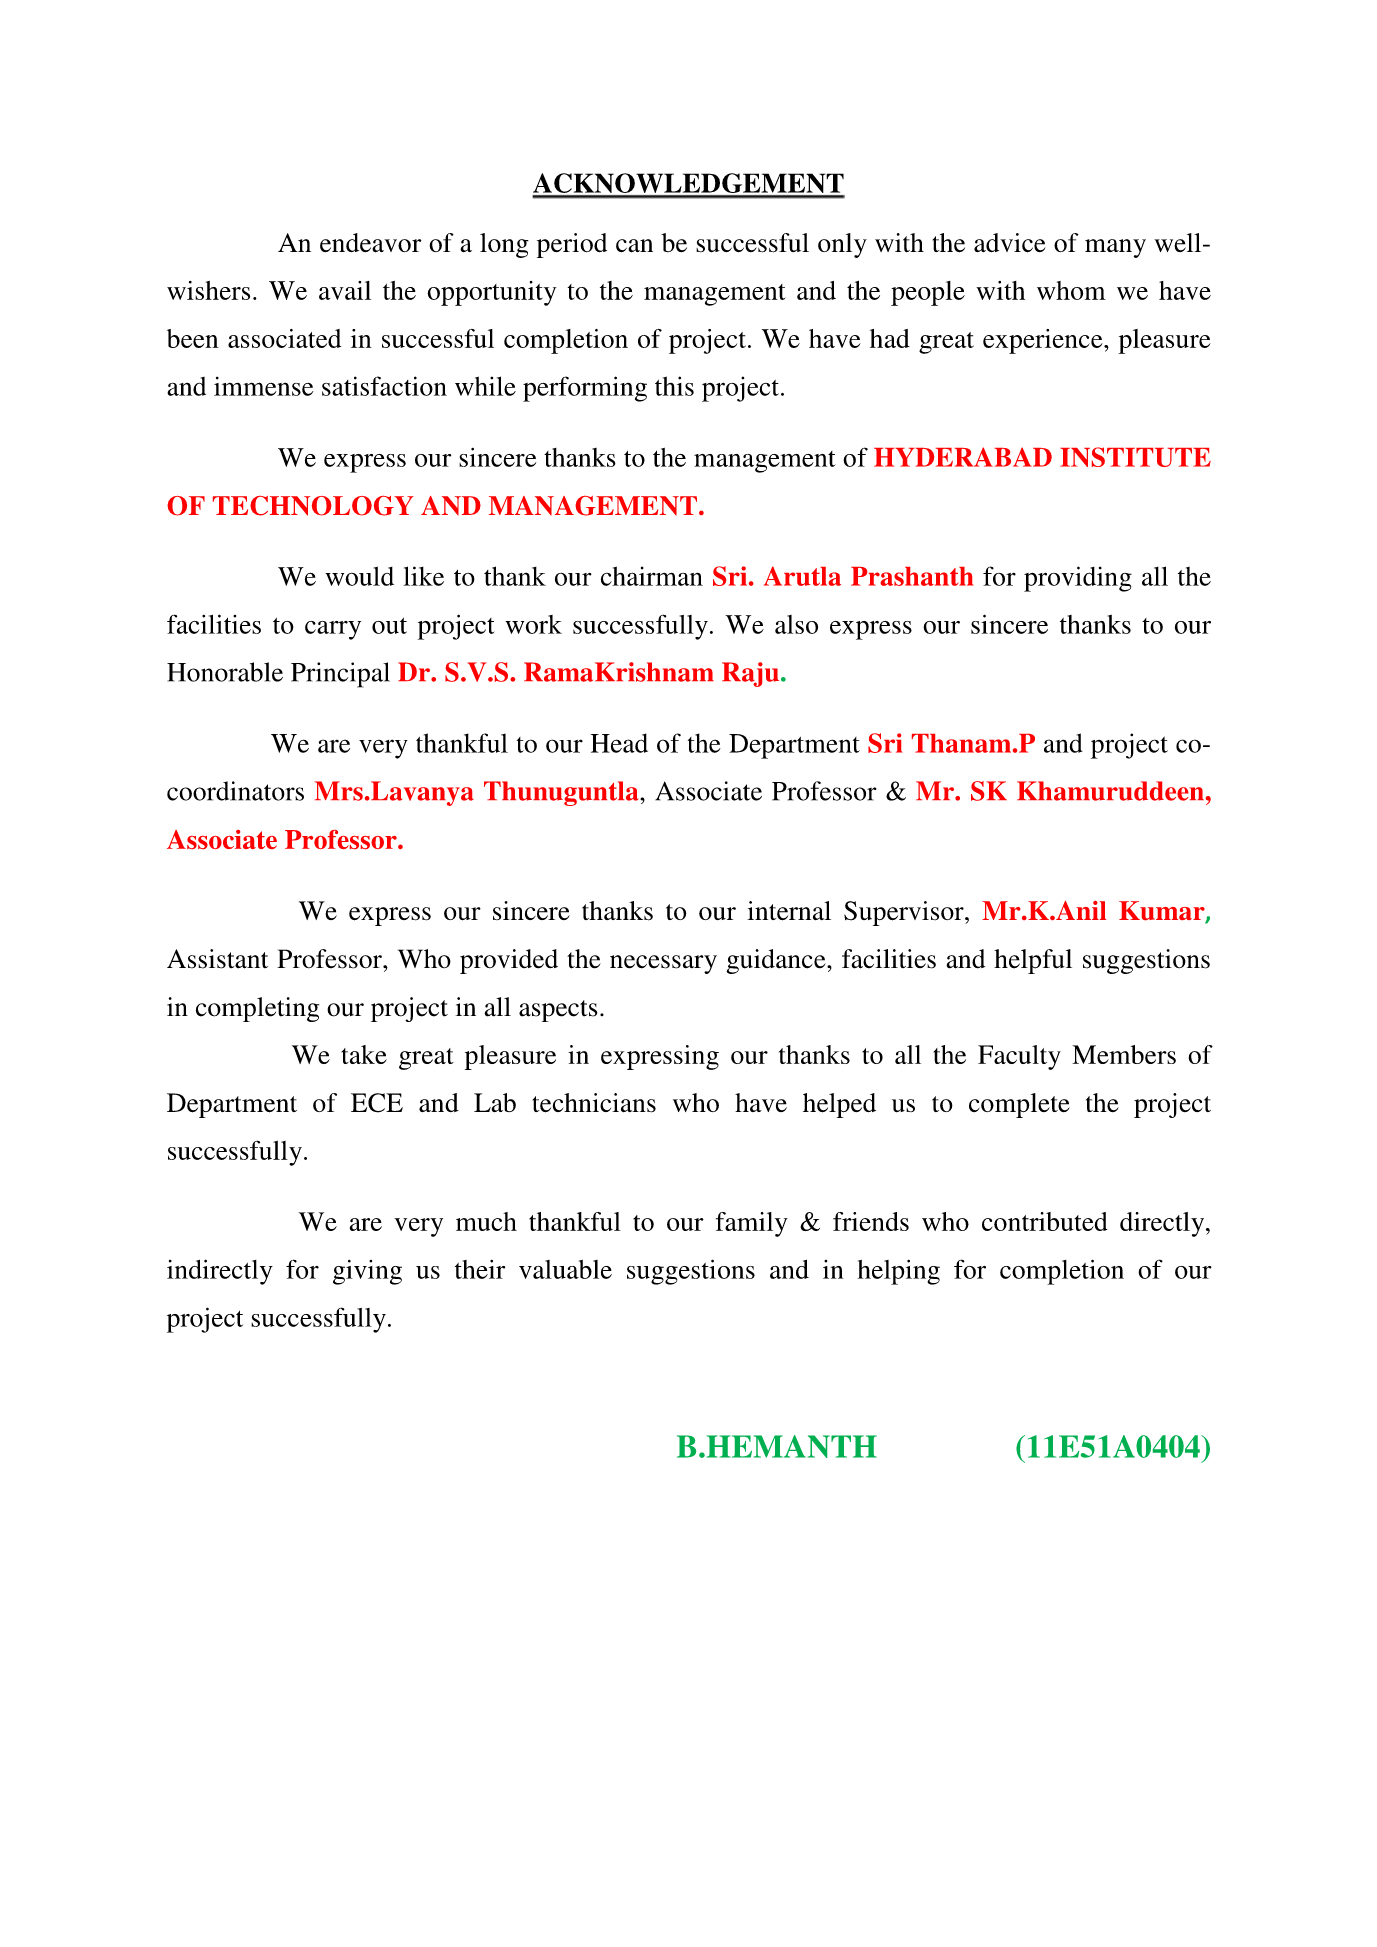 ACKNOWLEDGEMENT
An endeavor of a long period can be successful only with the advice of many well-
wishers. We avail the opportunity to the management and the people with whom we have
been associated in successful completion of project. We have had great experience, pleasure
and immense satisfaction while performing this project.
We express our sincere thanks to the management of HYDERABAD INSTITUTE
OF TECHNOLOGY AND MANAGEMENT.
We would like to thank our chairman Sri. Arutla Prashanth for providing all the
facilities to carry out project work successfully. We also express our sincere thanks to our
Honorable Principal Dr. S.V.S. RamaKrishnam Raju.
We are very thankful to our Head of the Department Sri Thanam.P and project co-
coordinators Mrs.Lavanya Thunuguntla, Associate Professor & Mr. SK Khamuruddeen,
Associate Professor.
We express our sincere thanks to our internal Supervisor, Mr.K.Anil Kumar,
Assistant Professor, Who provided the necessary guidance, facilities and helpful suggestions
in completing our project in all aspects.
We take great pleasure in expressing our thanks to all the Faculty Members of
Department of ECE and Lab technicians who have helped us to complete the project
successfully.
We are very much thankful to our family & friends who contributed directly,
indirectly for giving us their valuable suggestions and in helping for completion of our
project successfully.
B.HEMANTH (11E51A0404)